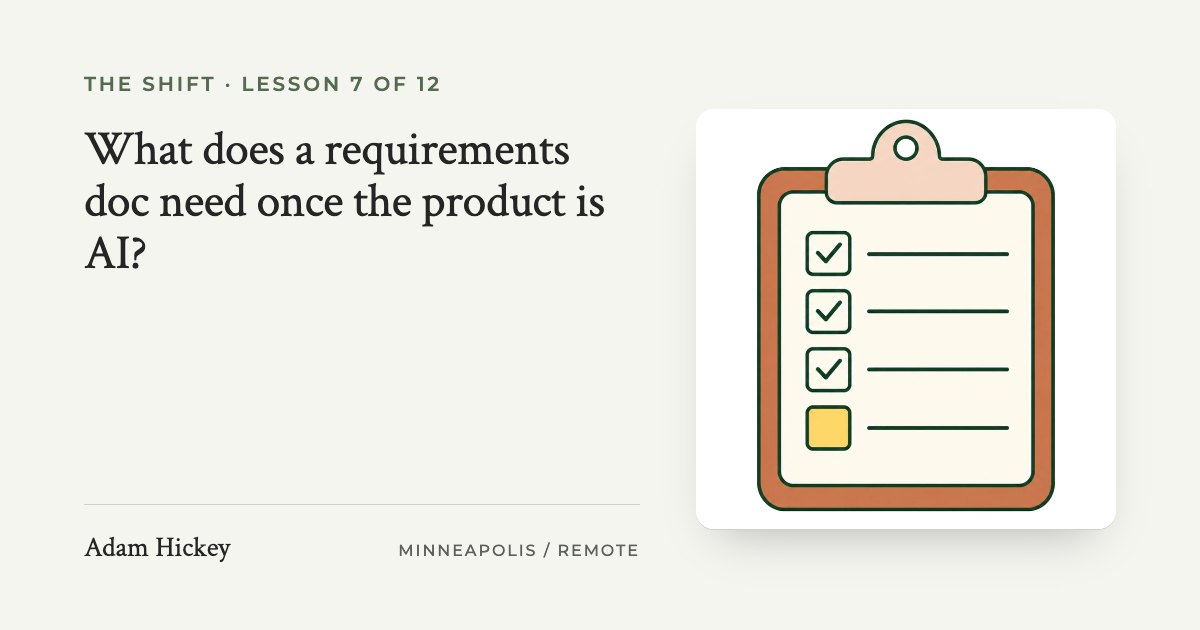 THE SHIFT · LESSON 7 OF 12
What does a requirements
doc need once the product is
AI?
Adam Hickey
MINNEAPOLIS / REMOTE